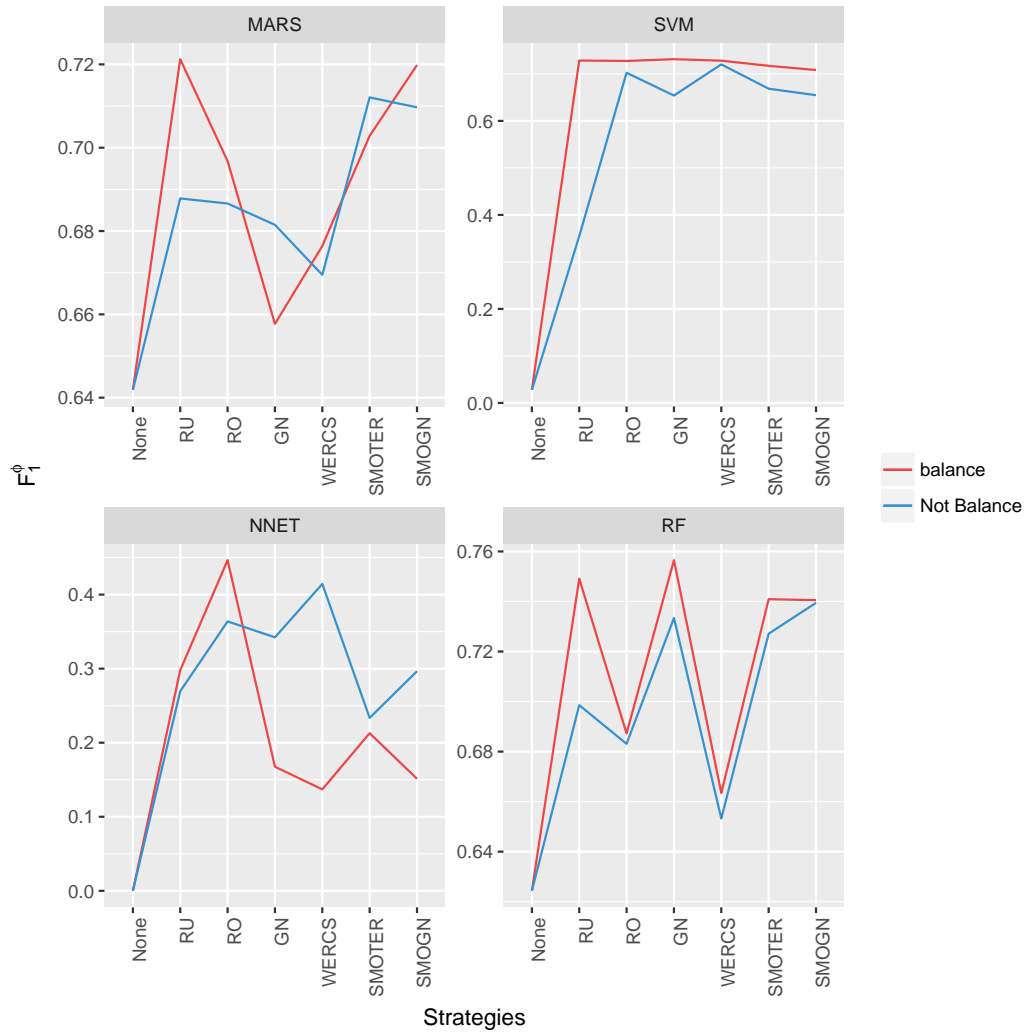 MARS
SVM
0.72
0.70
0.68
0.66
0.64
0.6
0.4
0.2
0.0
None
RU
RO
GN
WERCS
SMOTER
SMOGN
None
RU
RO
GN
WERCS
SMOTER
SMOGN
F₁^ϕ
balance
Not Balance
NNET
RF
0.4
0.3
0.2
0.1
0.0
0.76
0.72
0.68
0.64
None
RU
RO
GN
WERCS
SMOTER
SMOGN
None
RU
RO
GN
WERCS
SMOTER
SMOGN
Strategies